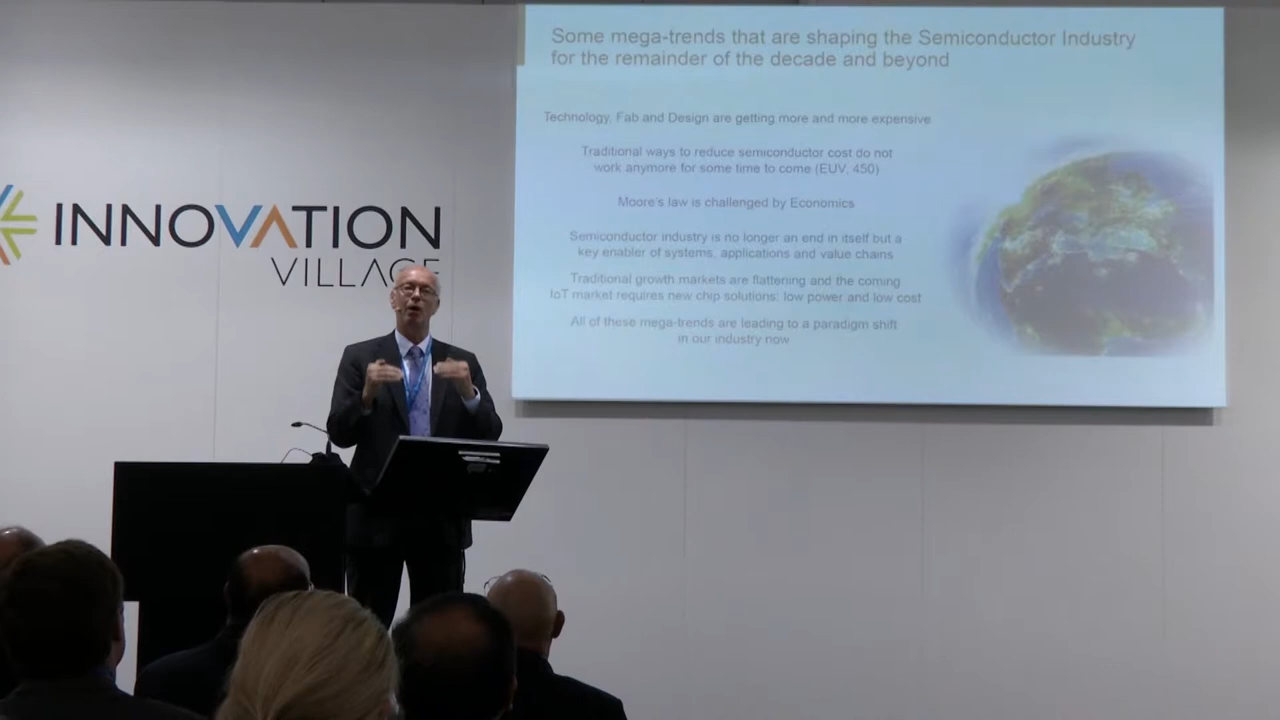 INNOVATION
VILLAGE
Some mega-trends that are shaping the Semiconductor Industry
for the remainder of the decade and beyond
Technology, Fab and Design are getting more and more expensive
Traditional ways to reduce semiconductor cost do not
work anymore for some time to come (EUV, 450)
Moore's law is challenged by Economics
Semiconductor industry is no longer an end in itself but a
key enabler of systems, applications and value chains
Traditional growth markets are flattening and the coming
IoT market requires new chip solutions: low power and low cost
All of these mega-trends are leading to a paradigm shift
in our industry now